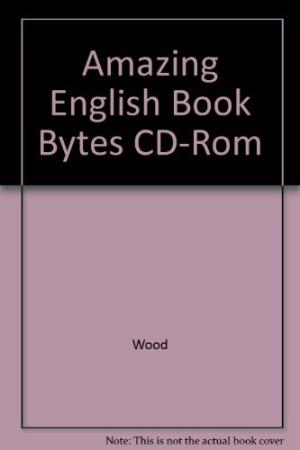 Amazing
English Book
Bytes CD-Rom
Wood
Note: This is not the actual book cover